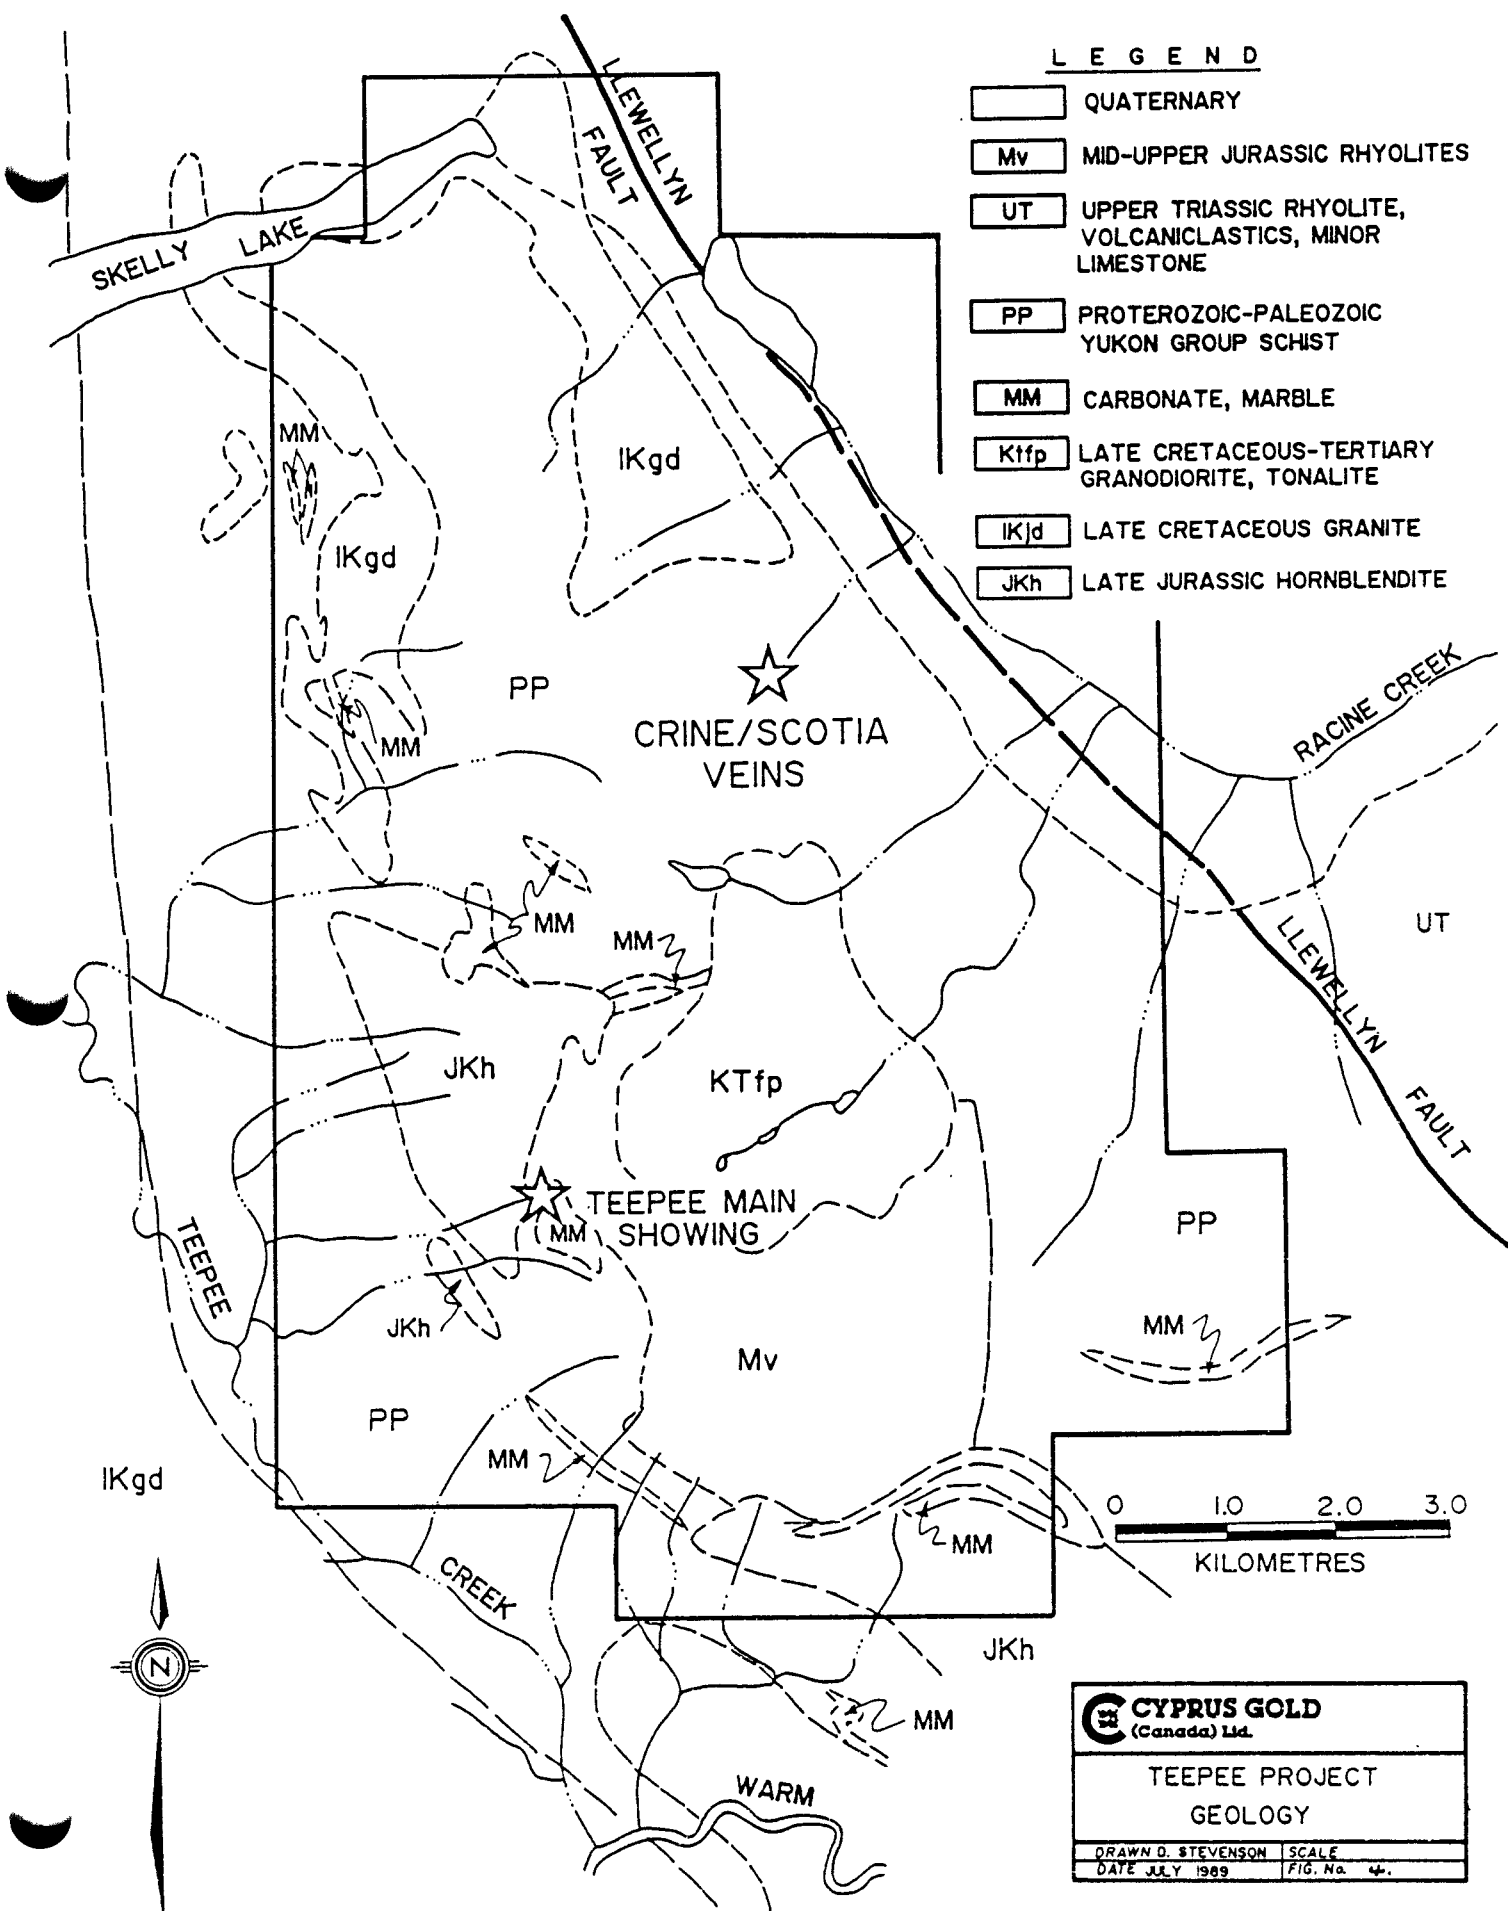 L E G E N D
QUATERNARY
Mv MID-UPPER JURASSIC RHYOLITES
UT UPPER TRIASSIC RHYOLITE,
VOLCANICLASTICS, MINOR
LIMESTONE
PP PROTEROZOIC-PALEOZOIC
YUKON GROUP SCHIST
MM CARBONATE, MARBLE
Ktfp LATE CRETACEOUS-TERTIARY
GRANODIORITE, TONALITE
lKjd LATE CRETACEOUS GRANITE
JKh LATE JURASSIC HORNBLENDITE
LLEWELLYN
FAULT
SKELLY LAKE
MM
lKgd
lKgd
PP
MM
CRINE/SCOTIA
VEINS
RACINE CREEK
MM
MM
UT
LLEWELLYN
FAULT
JKh
KTfp
TEEPEE MAIN
SHOWING
MM
PP
TEEPEE
JKh
MM
Mv
PP
MM
lKgd
MM
0 1.0 2.0 3.0
KILOMETRES
CREEK
JKh
MM
WARM
N
CYPRUS GOLD
(Canada) Ltd.
TEEPEE PROJECT
GEOLOGY
DRAWN D. STEVENSON SCALE
DATE JULY 1989 FIG. No. 4.